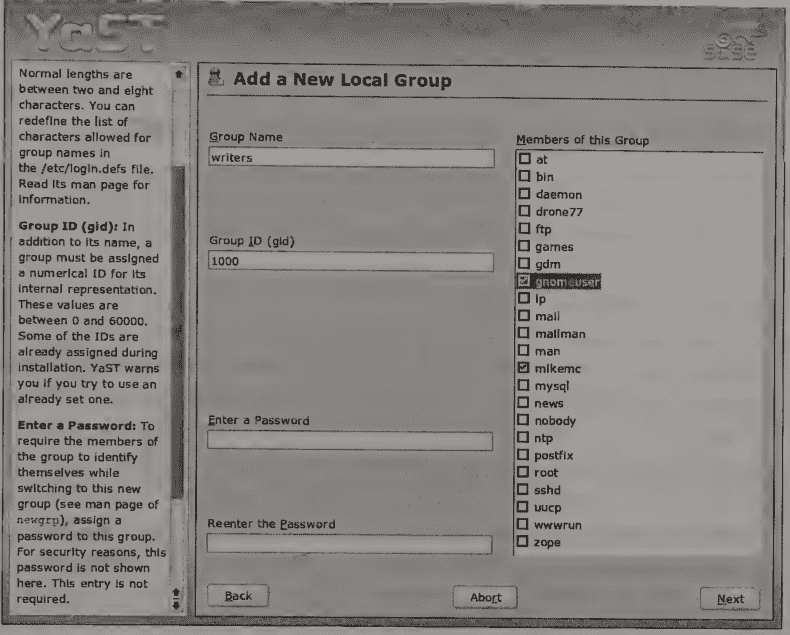 YaST
SUSE
Normal lengths are
between two and eight
characters. You can
redefine the list of
characters allowed for
group names in
the /etc/login.defs file.
Read its man page for
information.
Group ID (gid): In
addition to its name, a
group must be assigned
a numerical ID for its
internal representation.
These values are
between 0 and 60000.
Some of the IDs are
already assigned during
installation. YaST warns
you if you try to use an
already set one.
Enter a Password: To
require the members of
the group to identify
themselves while
switching to this new
group (see man page of
newgrp), assign a
password to this group.
For security reasons, this
password is not shown
here. This entry is not
required.
Add a New Local Group
Group Name
writers
Group ID (gid)
1000
Enter a Password
Reenter the Password
Members of this Group
at
bin
daemon
drone77
ftp
games
gdm
gnomeuser
lp
mail
mailman
man
mikemc
mysql
news
nobody
ntp
postfix
root
sshd
uucp
wwwrun
zope
Back
Abort
Next